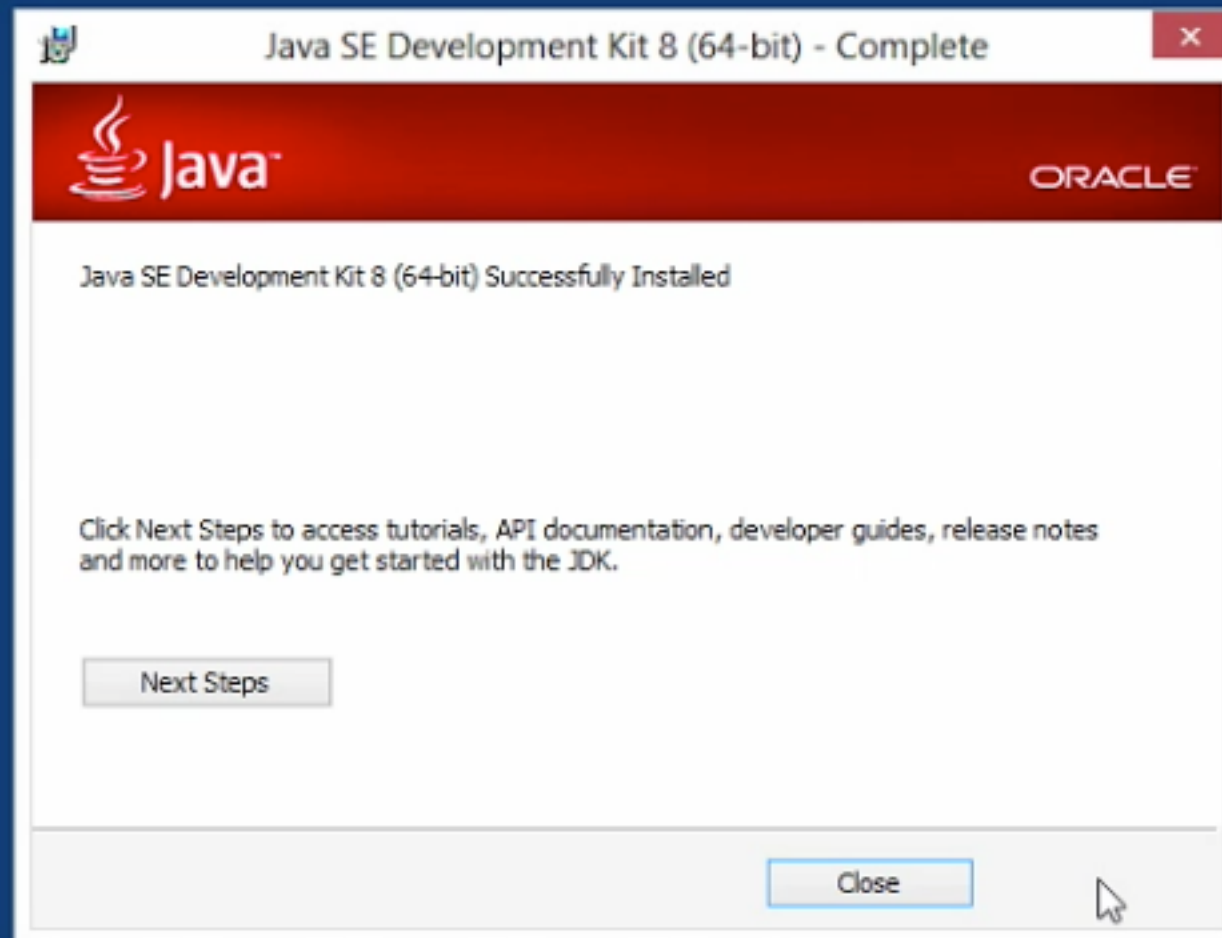 Java SE Development Kit 8 (64-bit) - Complete
Java™
ORACLE
Java SE Development Kit 8 (64-bit) Successfully Installed
Click Next Steps to access tutorials, API documentation, developer guides, release notes
and more to help you get started with the JDK.
Next Steps
Close